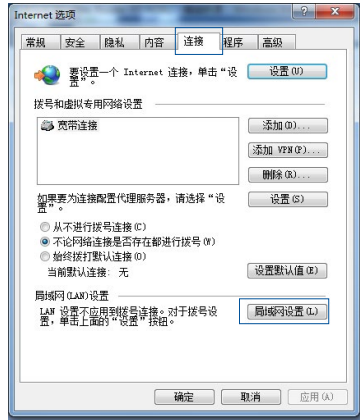 Internet 选项
常规 安全 隐私 内容 连接 程序 高级
要设置一个 Internet 连接，单击“设置”。
设置(U)
拨号和虚拟专用网络设置
宽带连接
添加(D)...
添加 VPN(P)...
删除(R)...
如果要为连接配置代理服务器，请选择“设置”。
设置(S)
从不进行拨号连接(C)
不论网络连接是否存在都进行拨号(W)
始终拨打默认连接(O)
当前默认连接: 无
设置默认值(E)
局域网(LAN)设置
LAN 设置不应用到拨号连接。对于拨号设置，单击上面的“设置”按钮。
局域网设置(L)
确定 取消 应用(A)